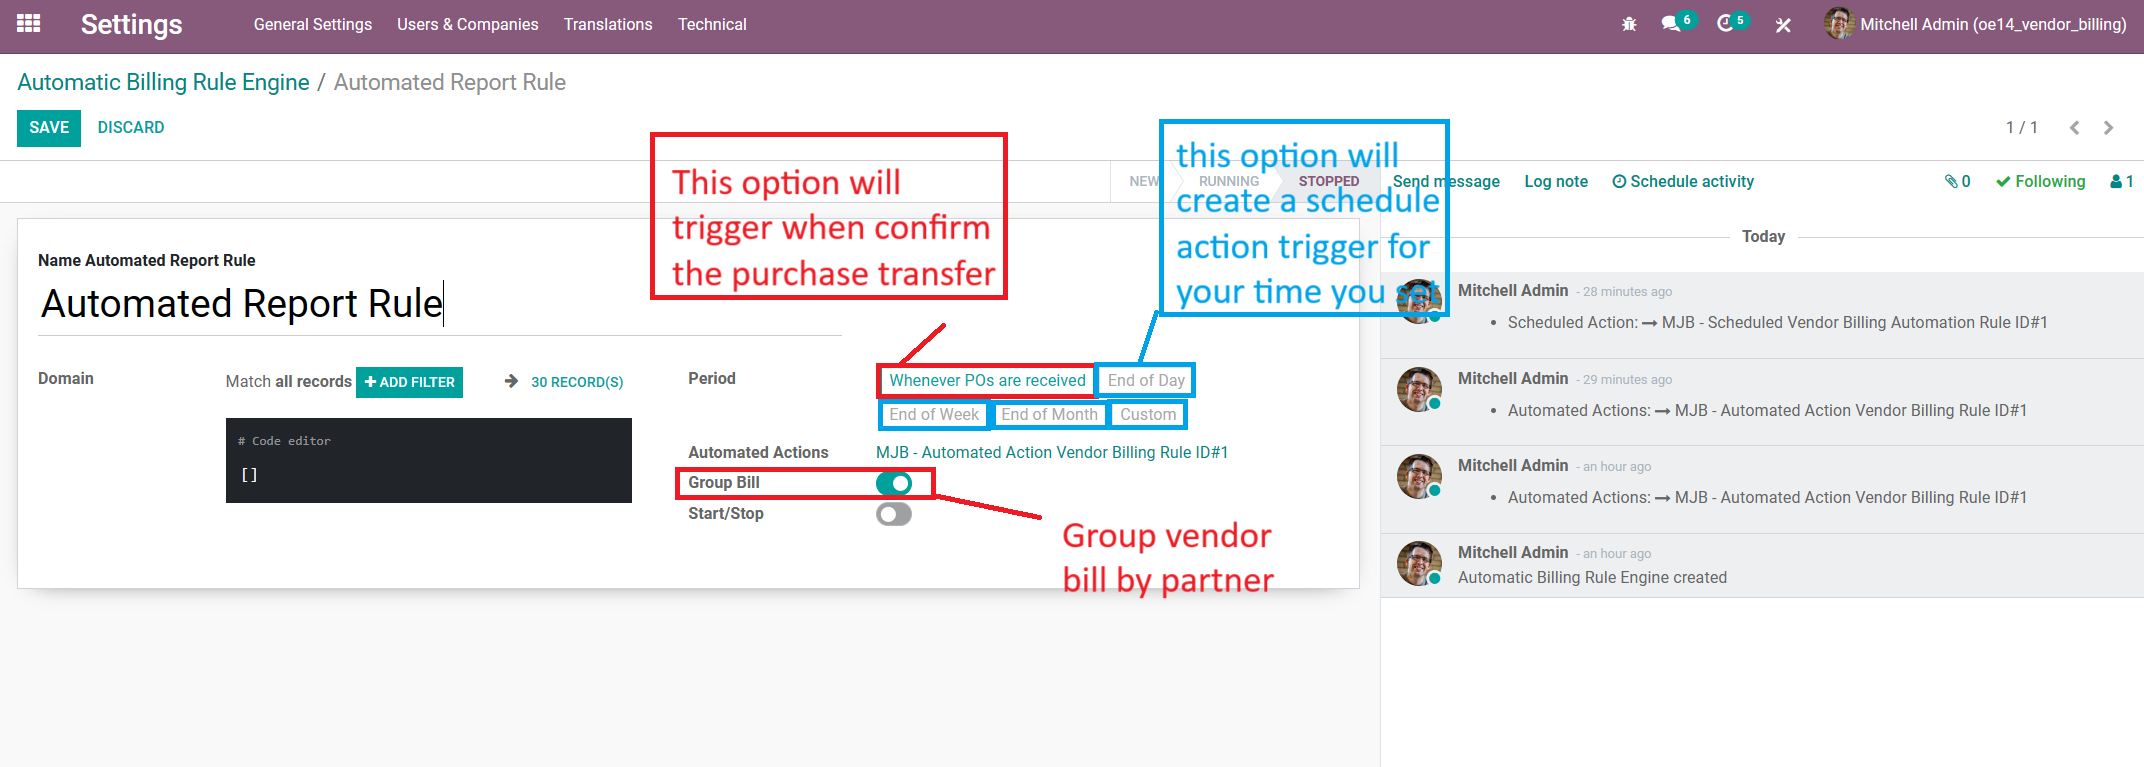 Settings
General Settings
Users & Companies
Translations
Technical
6
5
Mitchell Admin (oe14_vendor_billing)
Automatic Billing Rule Engine / Automated Report Rule
SAVE
DISCARD
1 / 1
This option will
trigger when confirm
the purchase transfer
this option will
create a schedule
action trigger for
your time you set
NEW
RUNNING
STOPPED
Send message
Log note
Schedule activity
0
Following
1
Name Automated Report Rule
Automated Report Rule
Domain
Match all records
+ ADD FILTER
30 RECORD(S)
# Code editor
[]
Period
Whenever POs are received
End of Day
End of Week
End of Month
Custom
Automated Actions
MJB - Automated Action Vendor Billing Rule ID#1
Group Bill
Start/Stop
Group vendor
bill by partner
Today
Mitchell Admin - 28 minutes ago
• Scheduled Action: → MJB - Scheduled Vendor Billing Automation Rule ID#1
Mitchell Admin - 29 minutes ago
• Automated Actions: → MJB - Automated Action Vendor Billing Rule ID#1
Mitchell Admin - an hour ago
• Automated Actions: → MJB - Automated Action Vendor Billing Rule ID#1
Mitchell Admin - an hour ago
Automatic Billing Rule Engine created